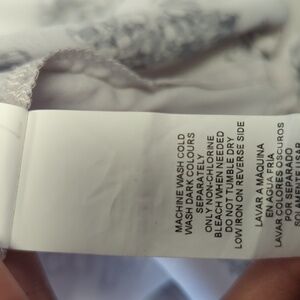 MACHINE WASH COLD
WASH DARK COLOURS
SEPARATELY
ONLY NON-CHLORINE
BLEACH WHEN NEEDED
DO NOT TUMBLE DRY
LOW IRON ON REVERSE SIDE
LAVAR A MÁQUINA
EN AGUA FRIA
LAVAR COLORES OSCUROS
POR SEPARADO